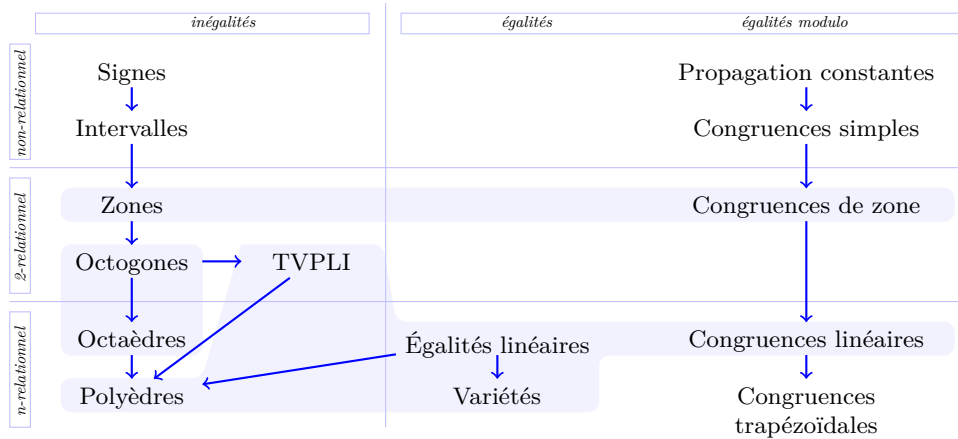 inégalités
égalités
égalités modulo
non-relationnel
Signes
Propagation constantes
Intervalles
Congruences simples
2-relationnel
Zones
Congruences de zone
Octogones
TVPLI
n-relationnel
Octaèdres
Égalités linéaires
Congruences linéaires
Polyèdres
Variétés
Congruences
trapézoïdales